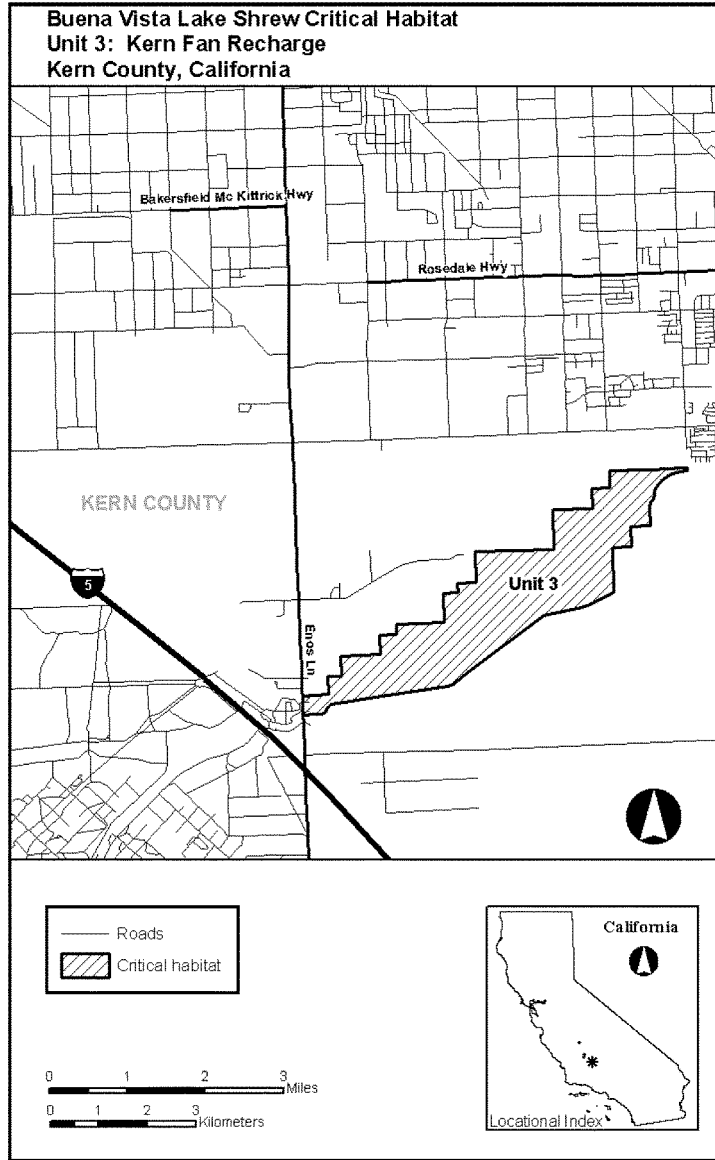 Buena Vista Lake Shrew Critical Habitat
Unit 3: Kern Fan Recharge
Kern County, California
Bakersfield Mc Kittrick Hwy
Rosedale Hwy
KERN COUNTY
5
Unit 3
Enos Ln
Roads
Critical habitat
California
0 1 2 3
Miles
0 1 2 3
Kilometers
Locational Index